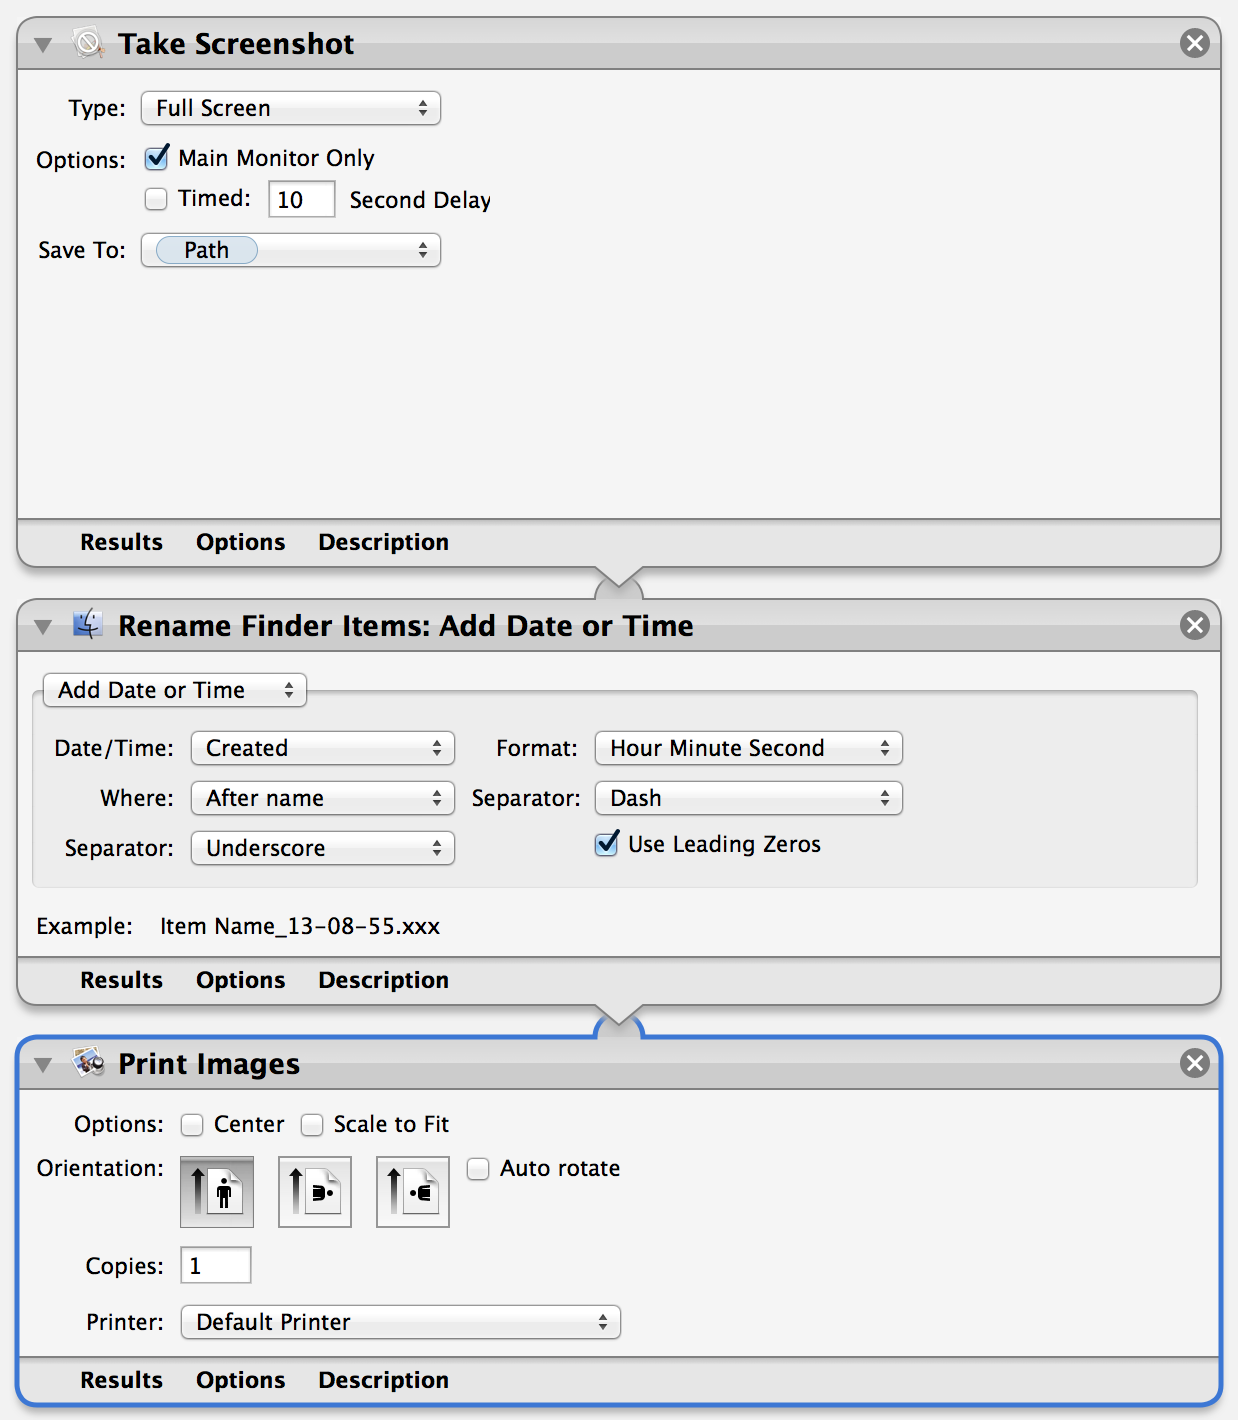 Take Screenshot
Type: Full Screen
Options: Main Monitor Only
Timed: 10 Second Delay
Save To: Path
Results Options Description
Rename Finder Items: Add Date or Time
Add Date or Time
Date/Time: Created Format: Hour Minute Second
Where: After name Separator: Dash
Separator: Underscore Use Leading Zeros
Example: Item Name_13-08-55.xxx
Results Options Description
Print Images
Options: Center Scale to Fit
Orientation: Auto rotate
Copies: 1
Printer: Default Printer
Results Options Description